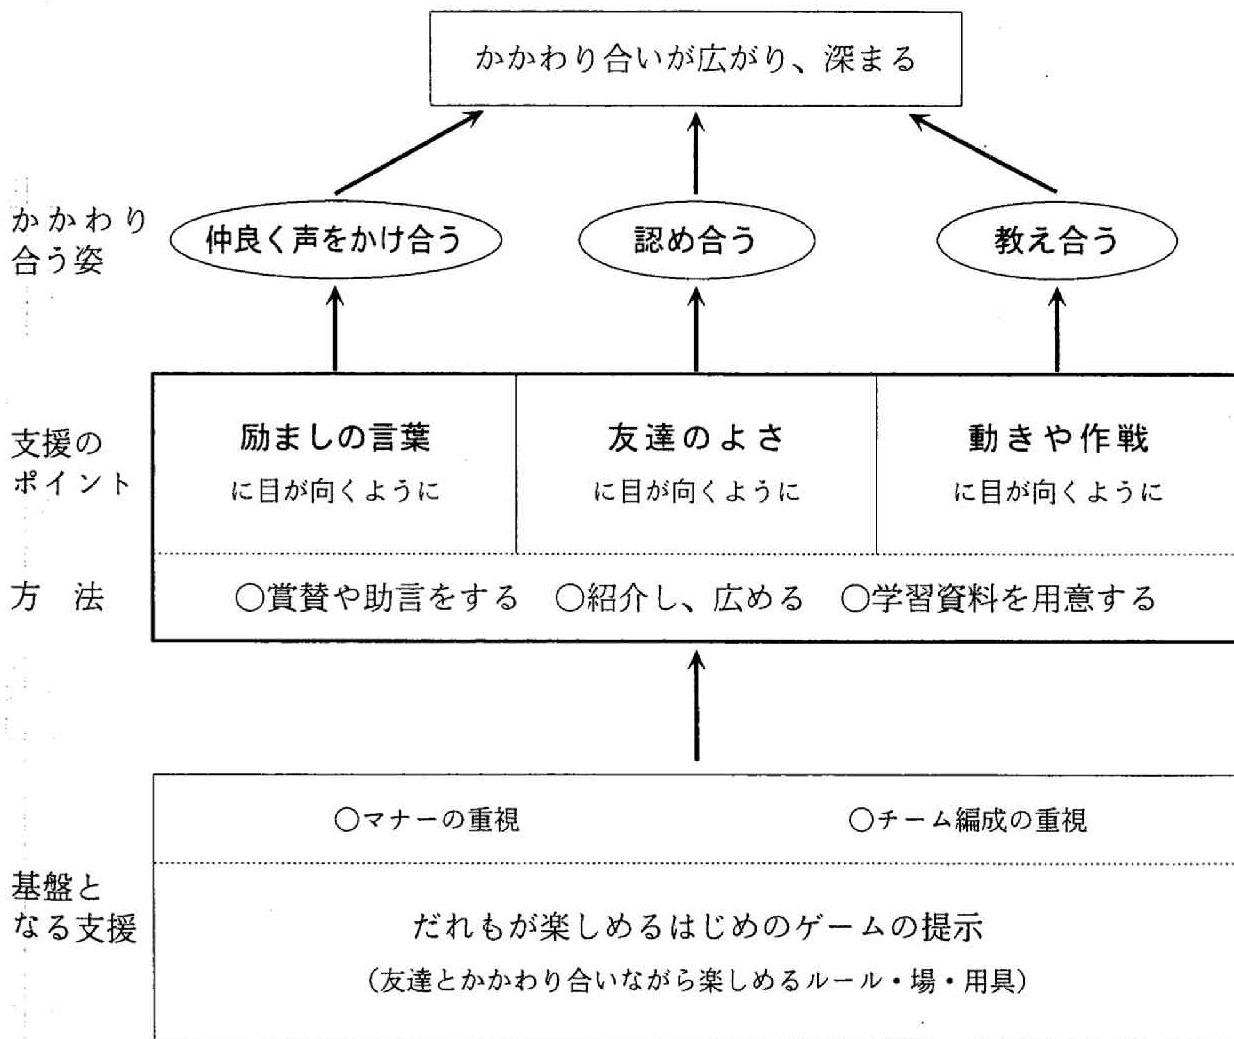 かかわり合いが広がり、深まる
かかわり
合う姿
仲良く声をかけ合う
認め合う
教え合う
支援の
ポイント
励ましの言葉
に目が向くように
友達のよさ
に目が向くように
動きや作戦
に目が向くように
方 法
○賞賛や助言をする ○紹介し、広める ○学習資料を用意する
○マナーの重視 ○チーム編成の重視
基盤と
なる支援
だれもが楽しめるはじめのゲームの提示
(友達とかかわり合いながら楽しめるルール・場・用具)